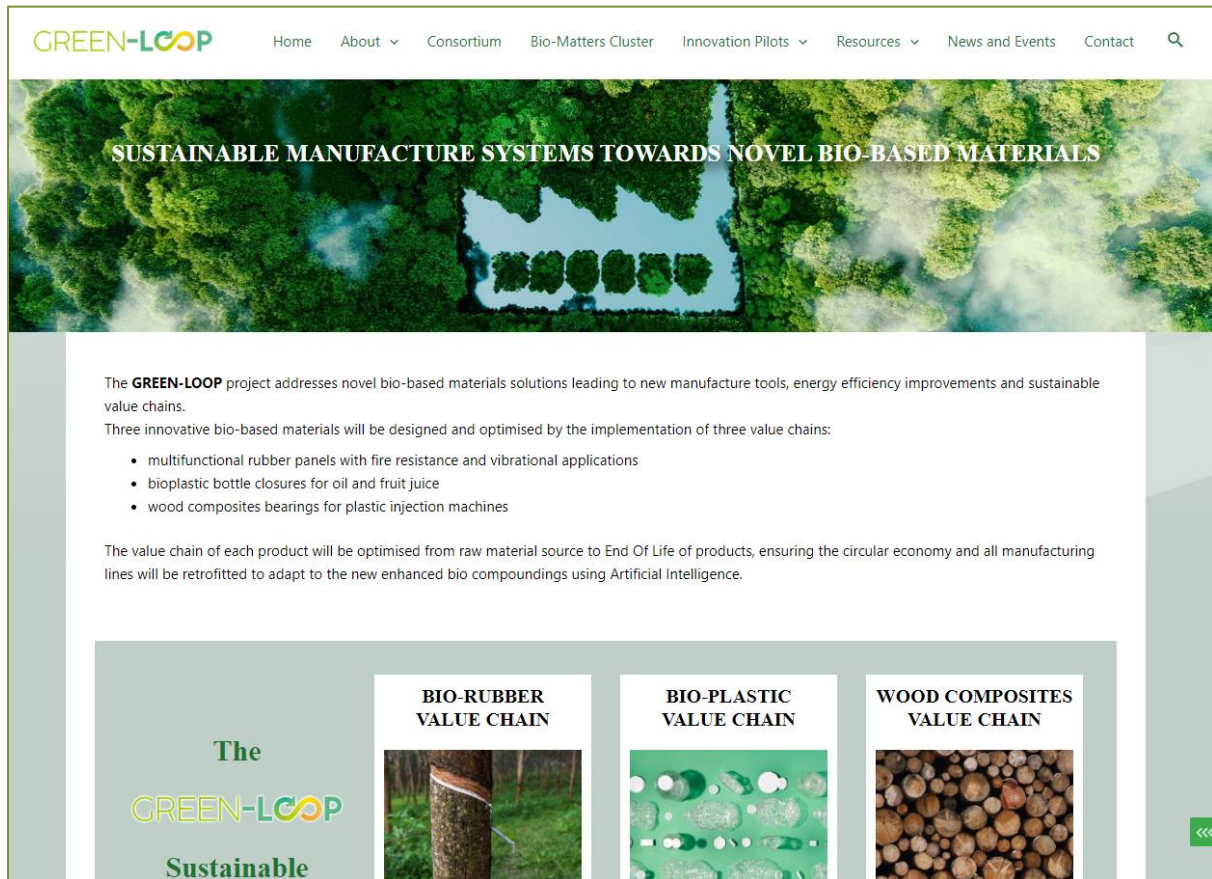 GREEN-LOOP
Home About Consortium Bio-Matters Cluster Innovation Pilots Resources News and Events Contact
SUSTAINABLE MANUFACTURE SYSTEMS TOWARDS NOVEL BIO-BASED MATERIALS
The GREEN-LOOP project addresses novel bio-based materials solutions leading to new manufacture tools, energy efficiency improvements and sustainable
value chains.
Three innovative bio-based materials will be designed and optimised by the implementation of three value chains:
• multifunctional rubber panels with fire resistance and vibrational applications
• bioplastic bottle closures for oil and fruit juice
• wood composites bearings for plastic injection machines
The value chain of each product will be optimised from raw material source to End Of Life of products, ensuring the circular economy and all manufacturing
lines will be retrofitted to adapt to the new enhanced bio compoundings using Artificial Intelligence.
The
GREEN-LOOP
Sustainable
BIO-RUBBER
VALUE CHAIN
BIO-PLASTIC
VALUE CHAIN
WOOD COMPOSITES
VALUE CHAIN